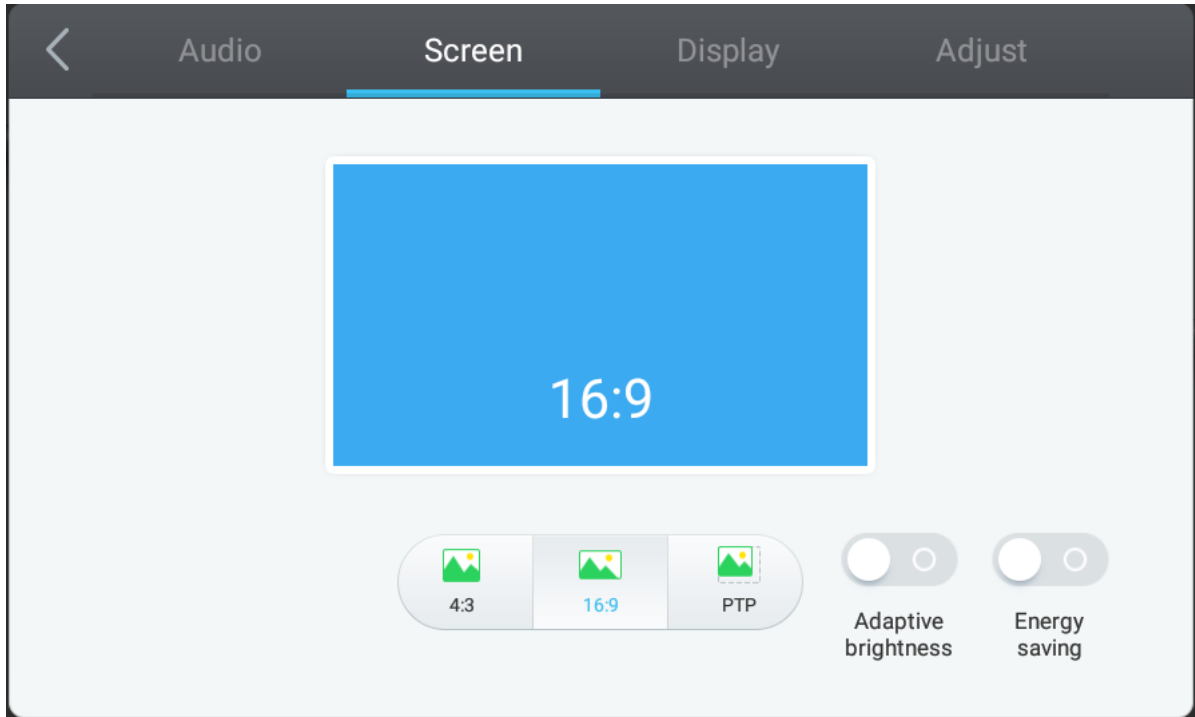 Audio Screen Display Adjust
16:9
4:3 16:9 PTP
Adaptive brightness
Energy saving